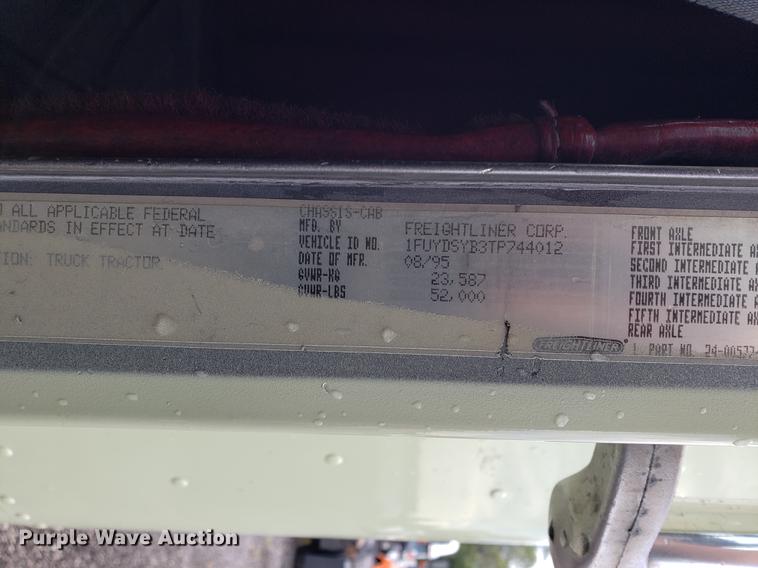 ALL APPLICABLE FEDERAL
IN EFFECT AT DATE
TRUCK TRACTOR
CHASSIS-CAB
MFD. BY FREIGHTLINER CORP.
VEHICLE ID NO. 1FUYDSYB3TP744012
DATE OF MFR. 08/95
GVWR-KG 23,587
GVWR-LBS 52,000
FRONT AXLE
FIRST INTERMEDIATE
SECOND INTERMEDIATE
THIRD INTERMEDIATE
FOURTH INTERMEDIATE
FIFTH INTERMEDIATE
REAR AXLE
FREIGHTLINER
PART NO.
Purple Wave Auction